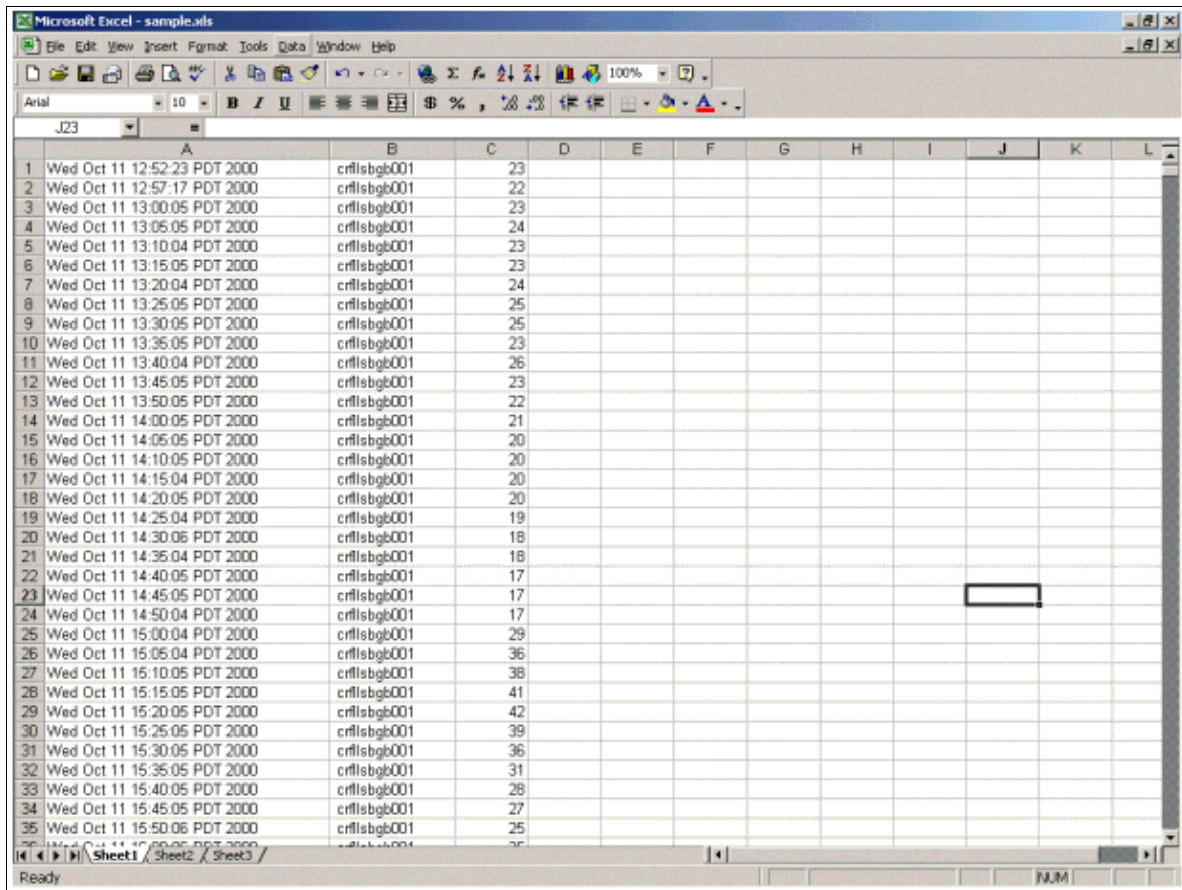 Microsoft Excel - sample.xls
File Edit View Insert Format Tools Data Window Help
100%
Arial 10 B I U $ % ,
J23 =
A B C D E F G H I J K L
1 Wed Oct 11 12:52:23 PDT 2000 crfllsbgb001 23
2 Wed Oct 11 12:57:17 PDT 2000 crfllsbgb001 22
3 Wed Oct 11 13:00:05 PDT 2000 crfllsbgb001 23
4 Wed Oct 11 13:05:05 PDT 2000 crfllsbgb001 24
5 Wed Oct 11 13:10:04 PDT 2000 crfllsbgb001 23
6 Wed Oct 11 13:15:05 PDT 2000 crfllsbgb001 23
7 Wed Oct 11 13:20:04 PDT 2000 crfllsbgb001 24
8 Wed Oct 11 13:25:05 PDT 2000 crfllsbgb001 25
9 Wed Oct 11 13:30:05 PDT 2000 crfllsbgb001 25
10 Wed Oct 11 13:35:05 PDT 2000 crfllsbgb001 23
11 Wed Oct 11 13:40:04 PDT 2000 crfllsbgb001 26
12 Wed Oct 11 13:45:05 PDT 2000 crfllsbgb001 23
13 Wed Oct 11 13:50:05 PDT 2000 crfllsbgb001 22
14 Wed Oct 11 14:00:05 PDT 2000 crfllsbgb001 21
15 Wed Oct 11 14:05:05 PDT 2000 crfllsbgb001 20
16 Wed Oct 11 14:10:05 PDT 2000 crfllsbgb001 20
17 Wed Oct 11 14:15:04 PDT 2000 crfllsbgb001 20
18 Wed Oct 11 14:20:05 PDT 2000 crfllsbgb001 20
19 Wed Oct 11 14:25:04 PDT 2000 crfllsbgb001 19
20 Wed Oct 11 14:30:06 PDT 2000 crfllsbgb001 18
21 Wed Oct 11 14:35:04 PDT 2000 crfllsbgb001 18
22 Wed Oct 11 14:40:05 PDT 2000 crfllsbgb001 17
23 Wed Oct 11 14:45:05 PDT 2000 crfllsbgb001 17
24 Wed Oct 11 14:50:04 PDT 2000 crfllsbgb001 17
25 Wed Oct 11 15:00:04 PDT 2000 crfllsbgb001 29
26 Wed Oct 11 15:05:04 PDT 2000 crfllsbgb001 36
27 Wed Oct 11 15:10:05 PDT 2000 crfllsbgb001 38
28 Wed Oct 11 15:15:05 PDT 2000 crfllsbgb001 41
29 Wed Oct 11 15:20:05 PDT 2000 crfllsbgb001 42
30 Wed Oct 11 15:25:05 PDT 2000 crfllsbgb001 39
31 Wed Oct 11 15:30:05 PDT 2000 crfllsbgb001 36
32 Wed Oct 11 15:35:05 PDT 2000 crfllsbgb001 31
33 Wed Oct 11 15:40:05 PDT 2000 crfllsbgb001 28
34 Wed Oct 11 15:45:05 PDT 2000 crfllsbgb001 27
35 Wed Oct 11 15:50:06 PDT 2000 crfllsbgb001 25
Sheet1 Sheet2 Sheet3
Ready NUM